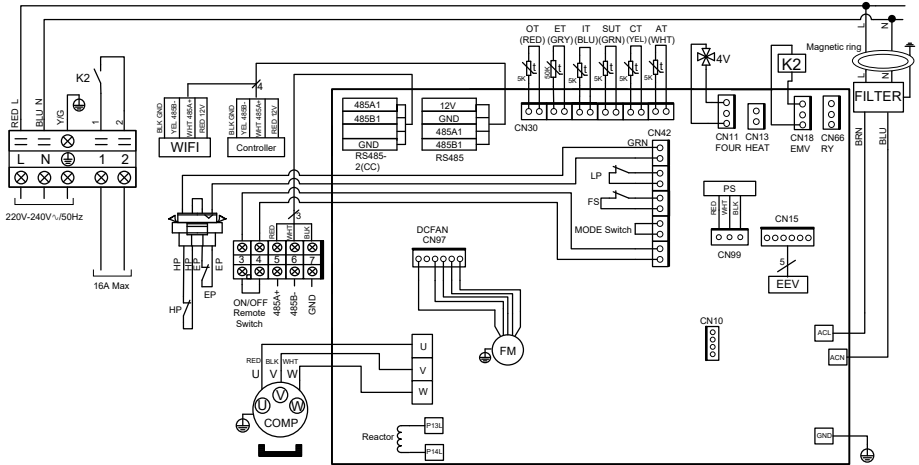 OT ET IT SUT CT AT
(RED) (GRY) (BLU) (GRN) (YEL) (WHT)
t t t t t t
5K 50K 5K 5K 5K 5K
CN30
4V
K2
L N
Magnetic ring
L N
FILTER
BRN
BLU
CN11
FOUR
CN13
HEAT
CN18
EMV
CN66
RY
K2
RED L
BLU N
Y/G
1
2
L N 1 2
220V-240V∿/50Hz
16A Max
BLK GND
YEL 485B-
WHT 485A+
RED 12V
WIFI
4
BLK GND
YEL 485B-
WHT 485A+
RED 12V
Controller
485A1
485B1
GND
RS485-
2(CC)
12V
GND
485A1
485B1
RS485
CN42
GRN
LP
FS
MODE Switch
HP
HP
EP
EP
HP
EP
3
RED
WHT
BLK
3 4 5 6 7
ON/OFF
Remote
Switch
485A+
485B-
GND
DCFAN
CN97
FM
PS
RED
WHT
BLK
CN99
CN15
5
EEV
CN10
ACL
ACN
GND
RED BLK WHT
U V W
U V W
COMP
U
V
W
Reactor
P13L
P14L